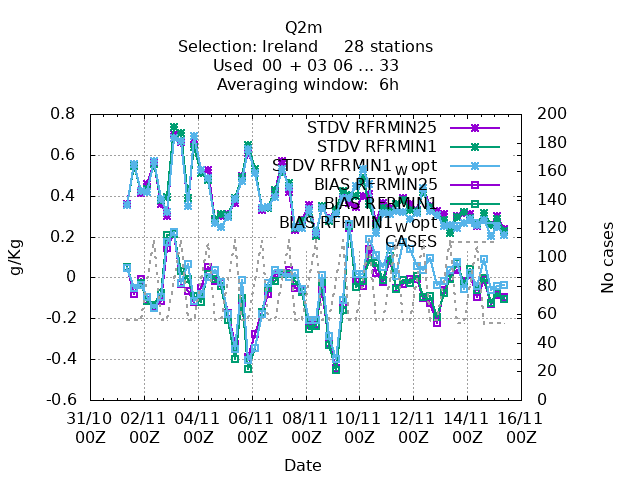 Q2m
Selection: Ireland 28 stations
Used 00 + 03 06 ... 33
Averaging window: 6h
STDV RFRMIN25
STDV RFRMIN1
STDV RFRMIN1w opt
BIAS RFRMIN25
BIAS RFRMIN1
BIAS RFRMIN1w opt
CASES
g/Kg
0.8
0.6
0.4
0.2
0
-0.2
-0.4
-0.6
No cases
200
180
160
140
120
100
80
60
40
20
0
31/10 02/11 04/11 06/11 08/11 10/11 12/11 14/11 16/11
00Z 00Z 00Z 00Z 00Z 00Z 00Z 00Z 00Z
Date